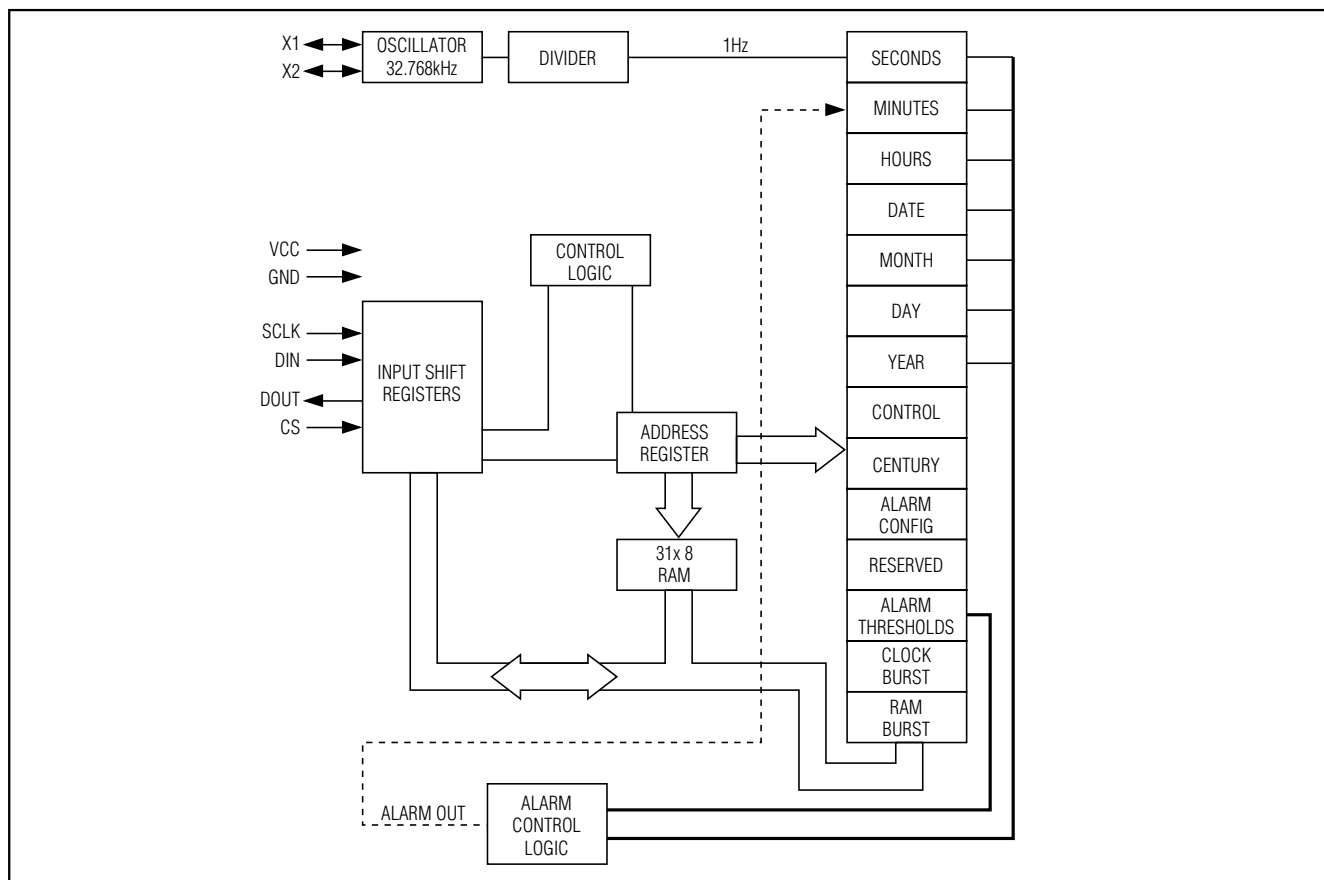 X1
X2
OSCILLATOR
32.768kHz
DIVIDER
1Hz
SECONDS
MINUTES
HOURS
DATE
MONTH
DAY
YEAR
CONTROL
CENTURY
ALARM
CONFIG
RESERVED
ALARM
THRESHOLDS
CLOCK
BURST
RAM
BURST
VCC
GND
SCLK
DIN
DOUT
CS
INPUT SHIFT
REGISTERS
CONTROL
LOGIC
ADDRESS
REGISTER
31x 8
RAM
ALARM OUT
ALARM
CONTROL
LOGIC